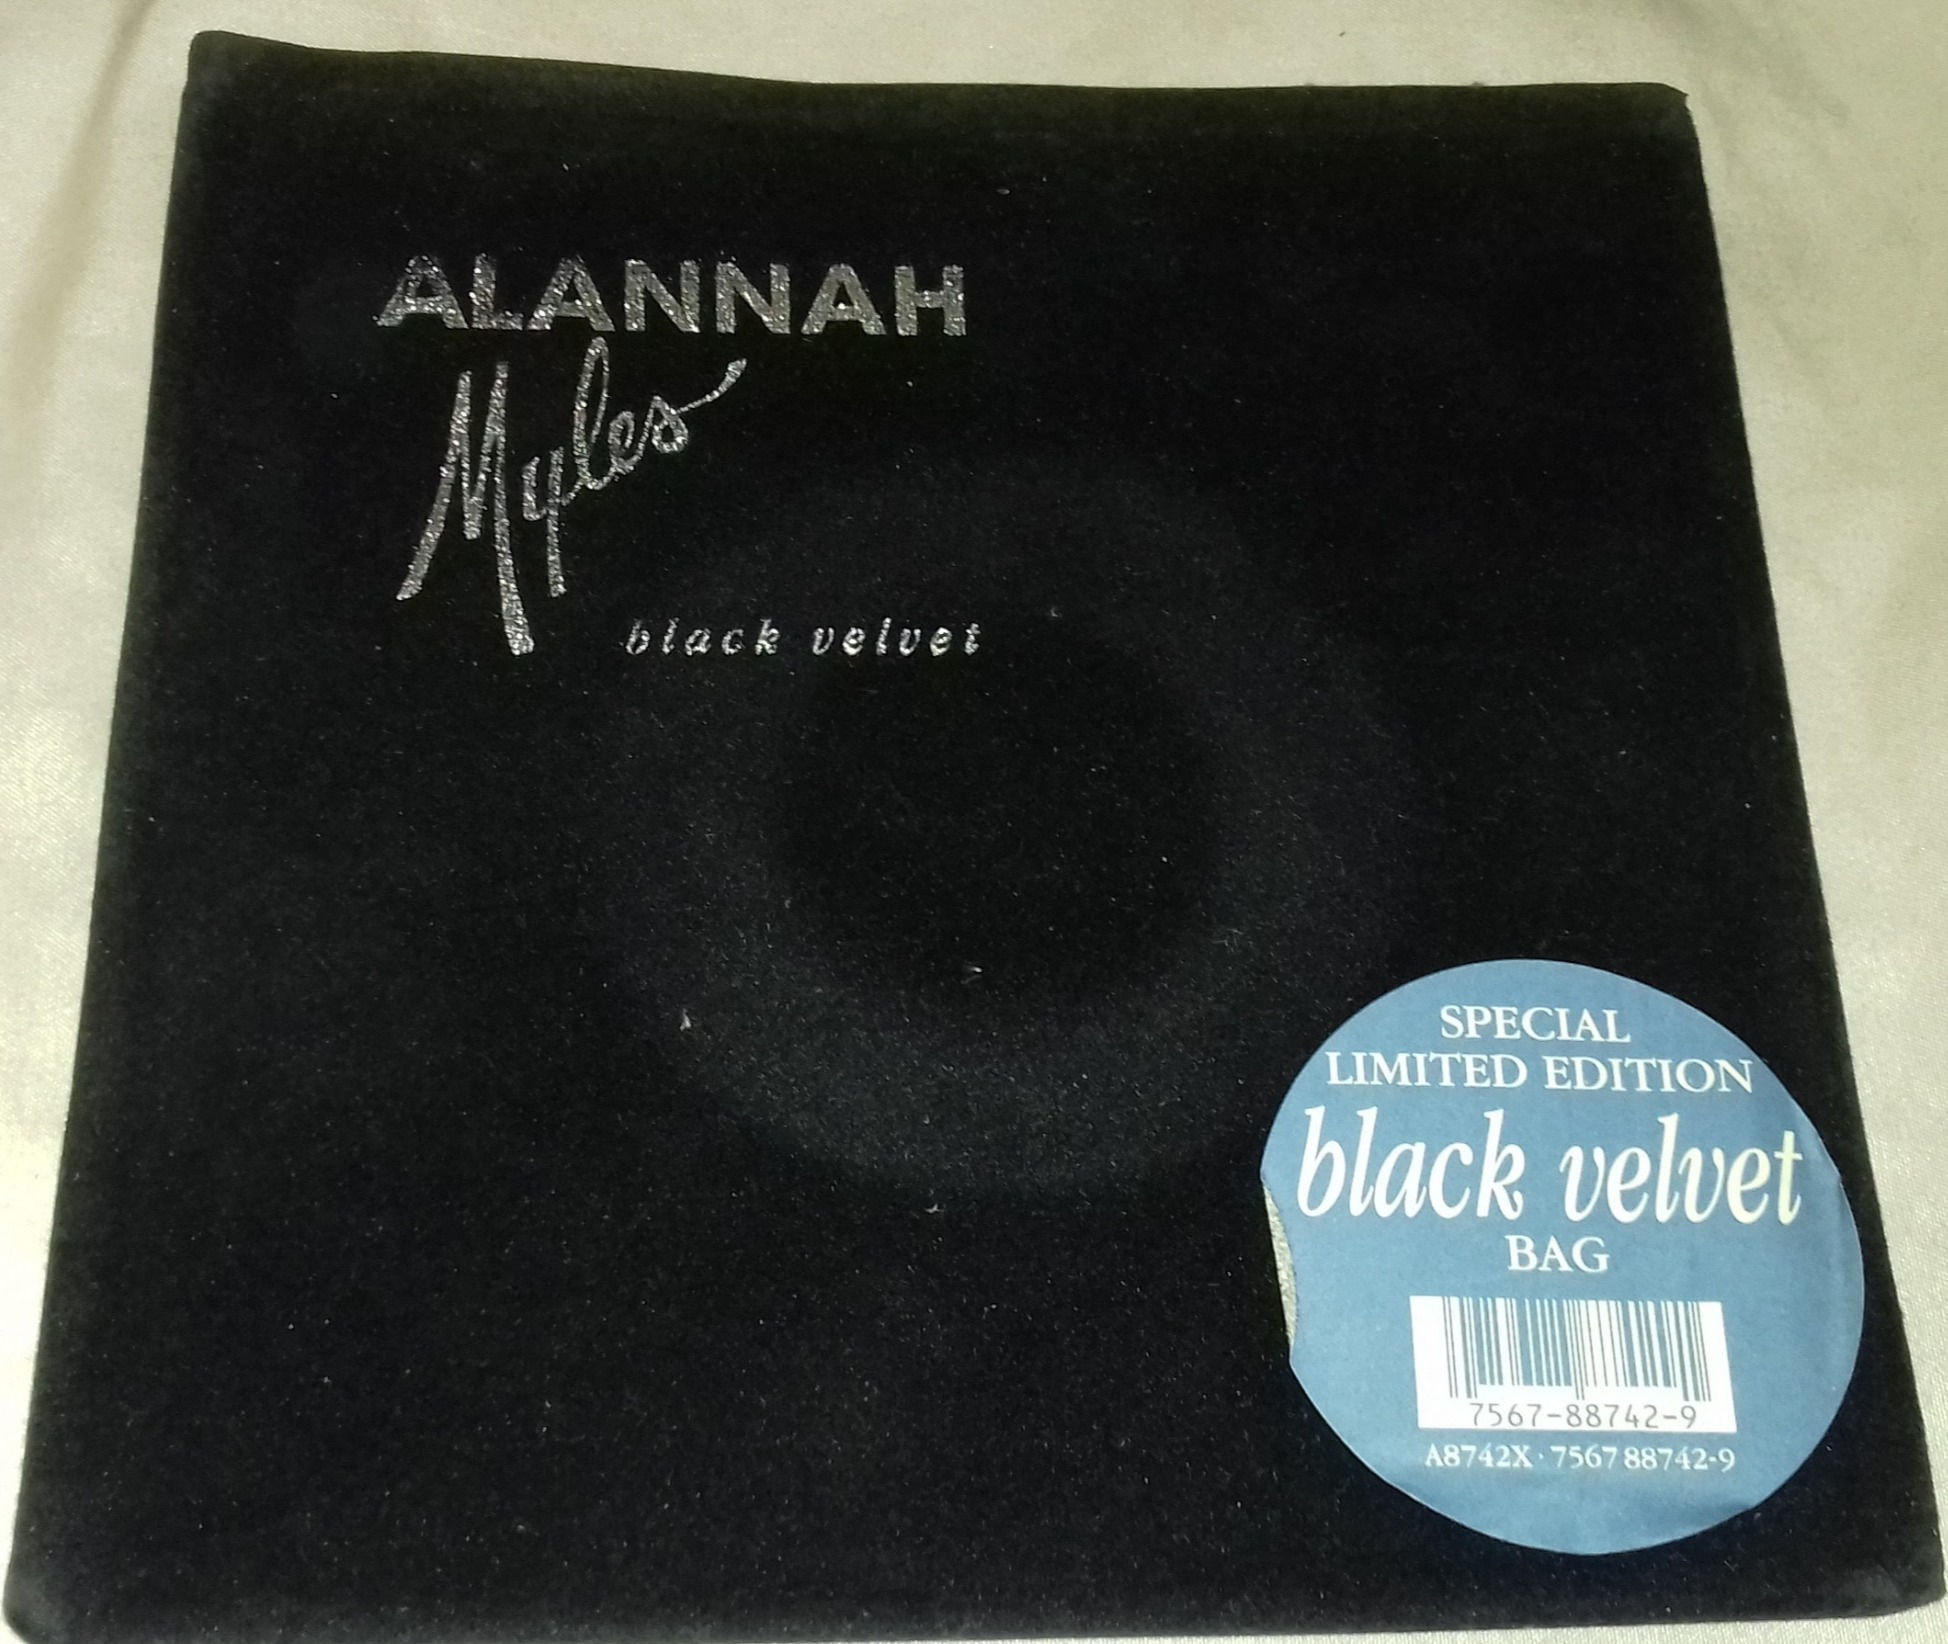 ALANNAH
Myles
black velvet
SPECIAL
LIMITED EDITION
black velvet
BAG
7567-88742-9
A8742X · 7567 88742-9